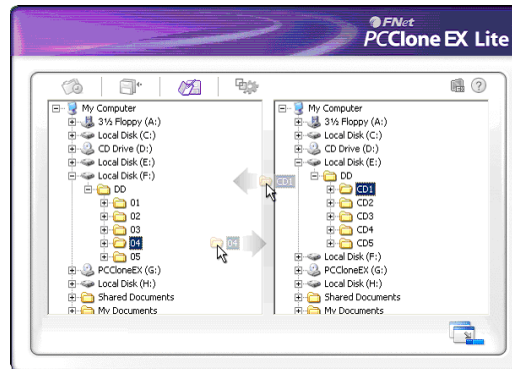 FNet
PCClone EX Lite
My Computer
3½ Floppy (A:)
Local Disk (C:)
CD Drive (D:)
Local Disk (E:)
Local Disk (F:)
DD
01
02
03
04
05
PCCloneEX (G:)
Local Disk (H:)
Shared Documents
My Documents
CD1
04
My Computer
3½ Floppy (A:)
Local Disk (C:)
CD Drive (D:)
Local Disk (E:)
DD
CD1
CD2
CD3
CD4
CD5
Local Disk (F:)
PCCloneEX (G:)
Local Disk (H:)
Shared Documents
My Documents